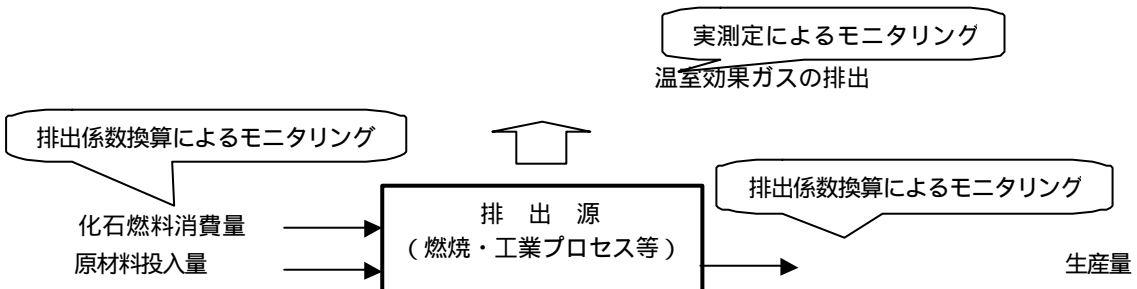 実測定によるモニタリング
温室効果ガスの排出
排出係数換算によるモニタリング
排出係数換算によるモニタリング
化石燃料消費量
原材料投入量
排 出 源
(燃焼・工業プロセス等)
生産量